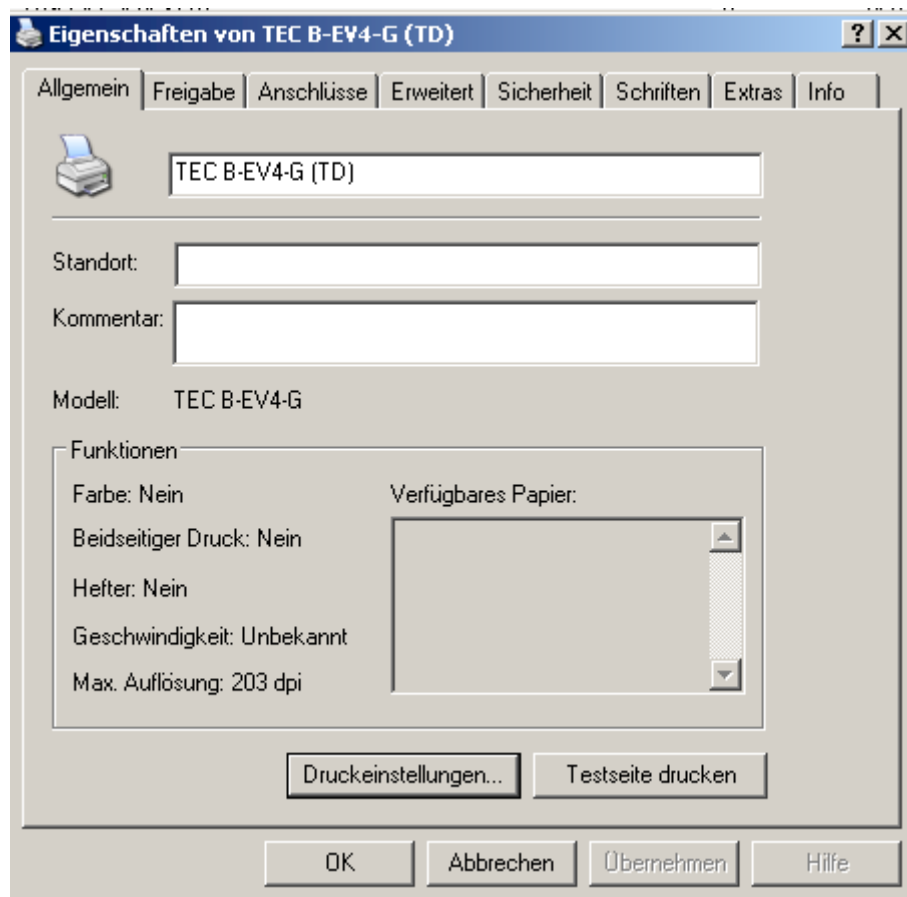 Eigenschaften von TEC B-EV4-G (TD)
Allgemein Freigabe Anschlüsse Erweitert Sicherheit Schriften Extras Info
TEC B-EV4-G (TD)
Standort:
Kommentar:
Modell: TEC B-EV4-G
Funktionen
Farbe: Nein Verfügbares Papier:
Beidseitiger Druck: Nein
Hefter: Nein
Geschwindigkeit: Unbekannt
Max. Auflösung: 203 dpi
Druckeinstellungen... Testseite drucken
OK Abbrechen Übernehmen Hilfe